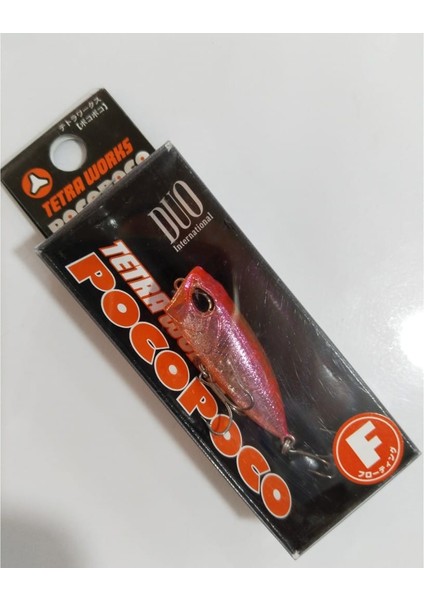 テトラワークス
【ポコポコ】
TETRA WORKS
POCOPOCO
DUO
International
TETRA WORKS
POCOPOCO
F
フローティング